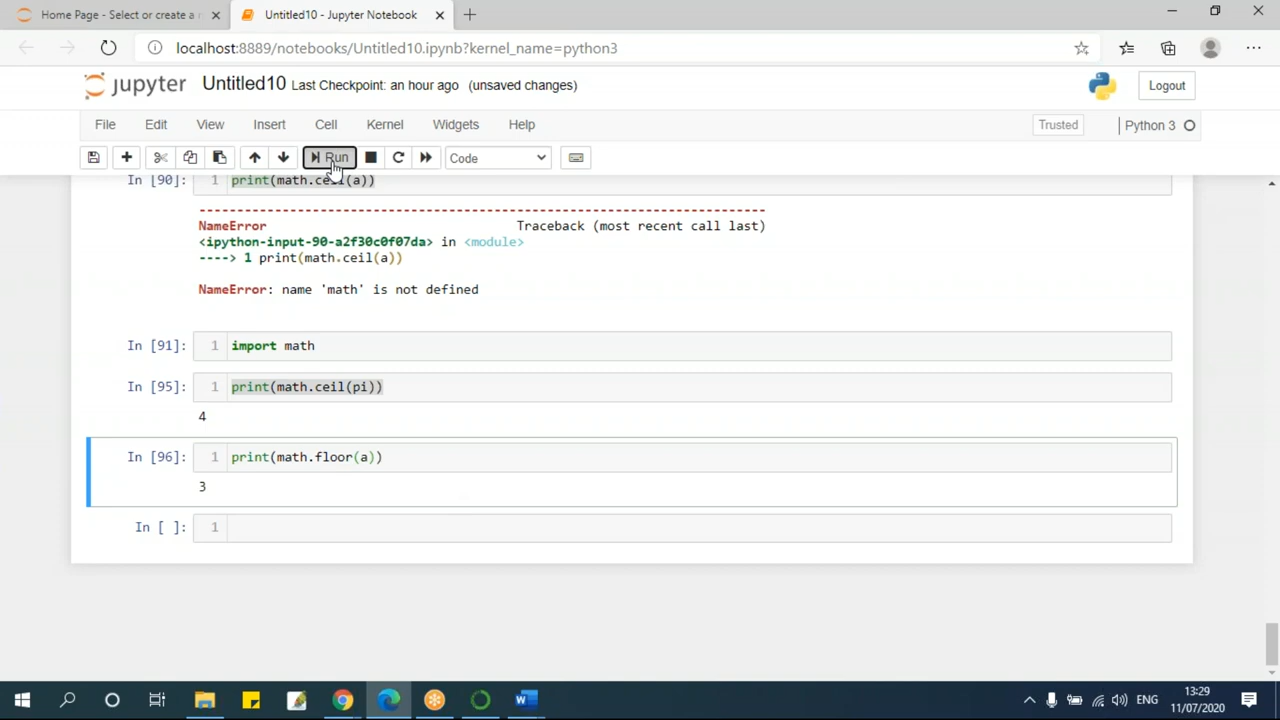 Home Page - Select or create a n
Untitled10 - Jupyter Notebook
localhost:8889/notebooks/Untitled10.ipynb?kernel_name=python3
jupyter Untitled10 Last Checkpoint: an hour ago (unsaved changes)
Logout
File Edit View Insert Cell Kernel Widgets Help
Trusted
Python 3
Run
Code
In [90]: 1 print(math.ceil(a))
---------------------------------------------------------------------------
NameError Traceback (most recent call last)
<ipython-input-90-a2f30c0f07da> in <module>
----> 1 print(math.ceil(a))
NameError: name 'math' is not defined
In [91]: 1 import math
In [95]: 1 print(math.ceil(pi))
4
In [96]: 1 print(math.floor(a))
3
In [ ]: 1
ENG
13:29
11/07/2020